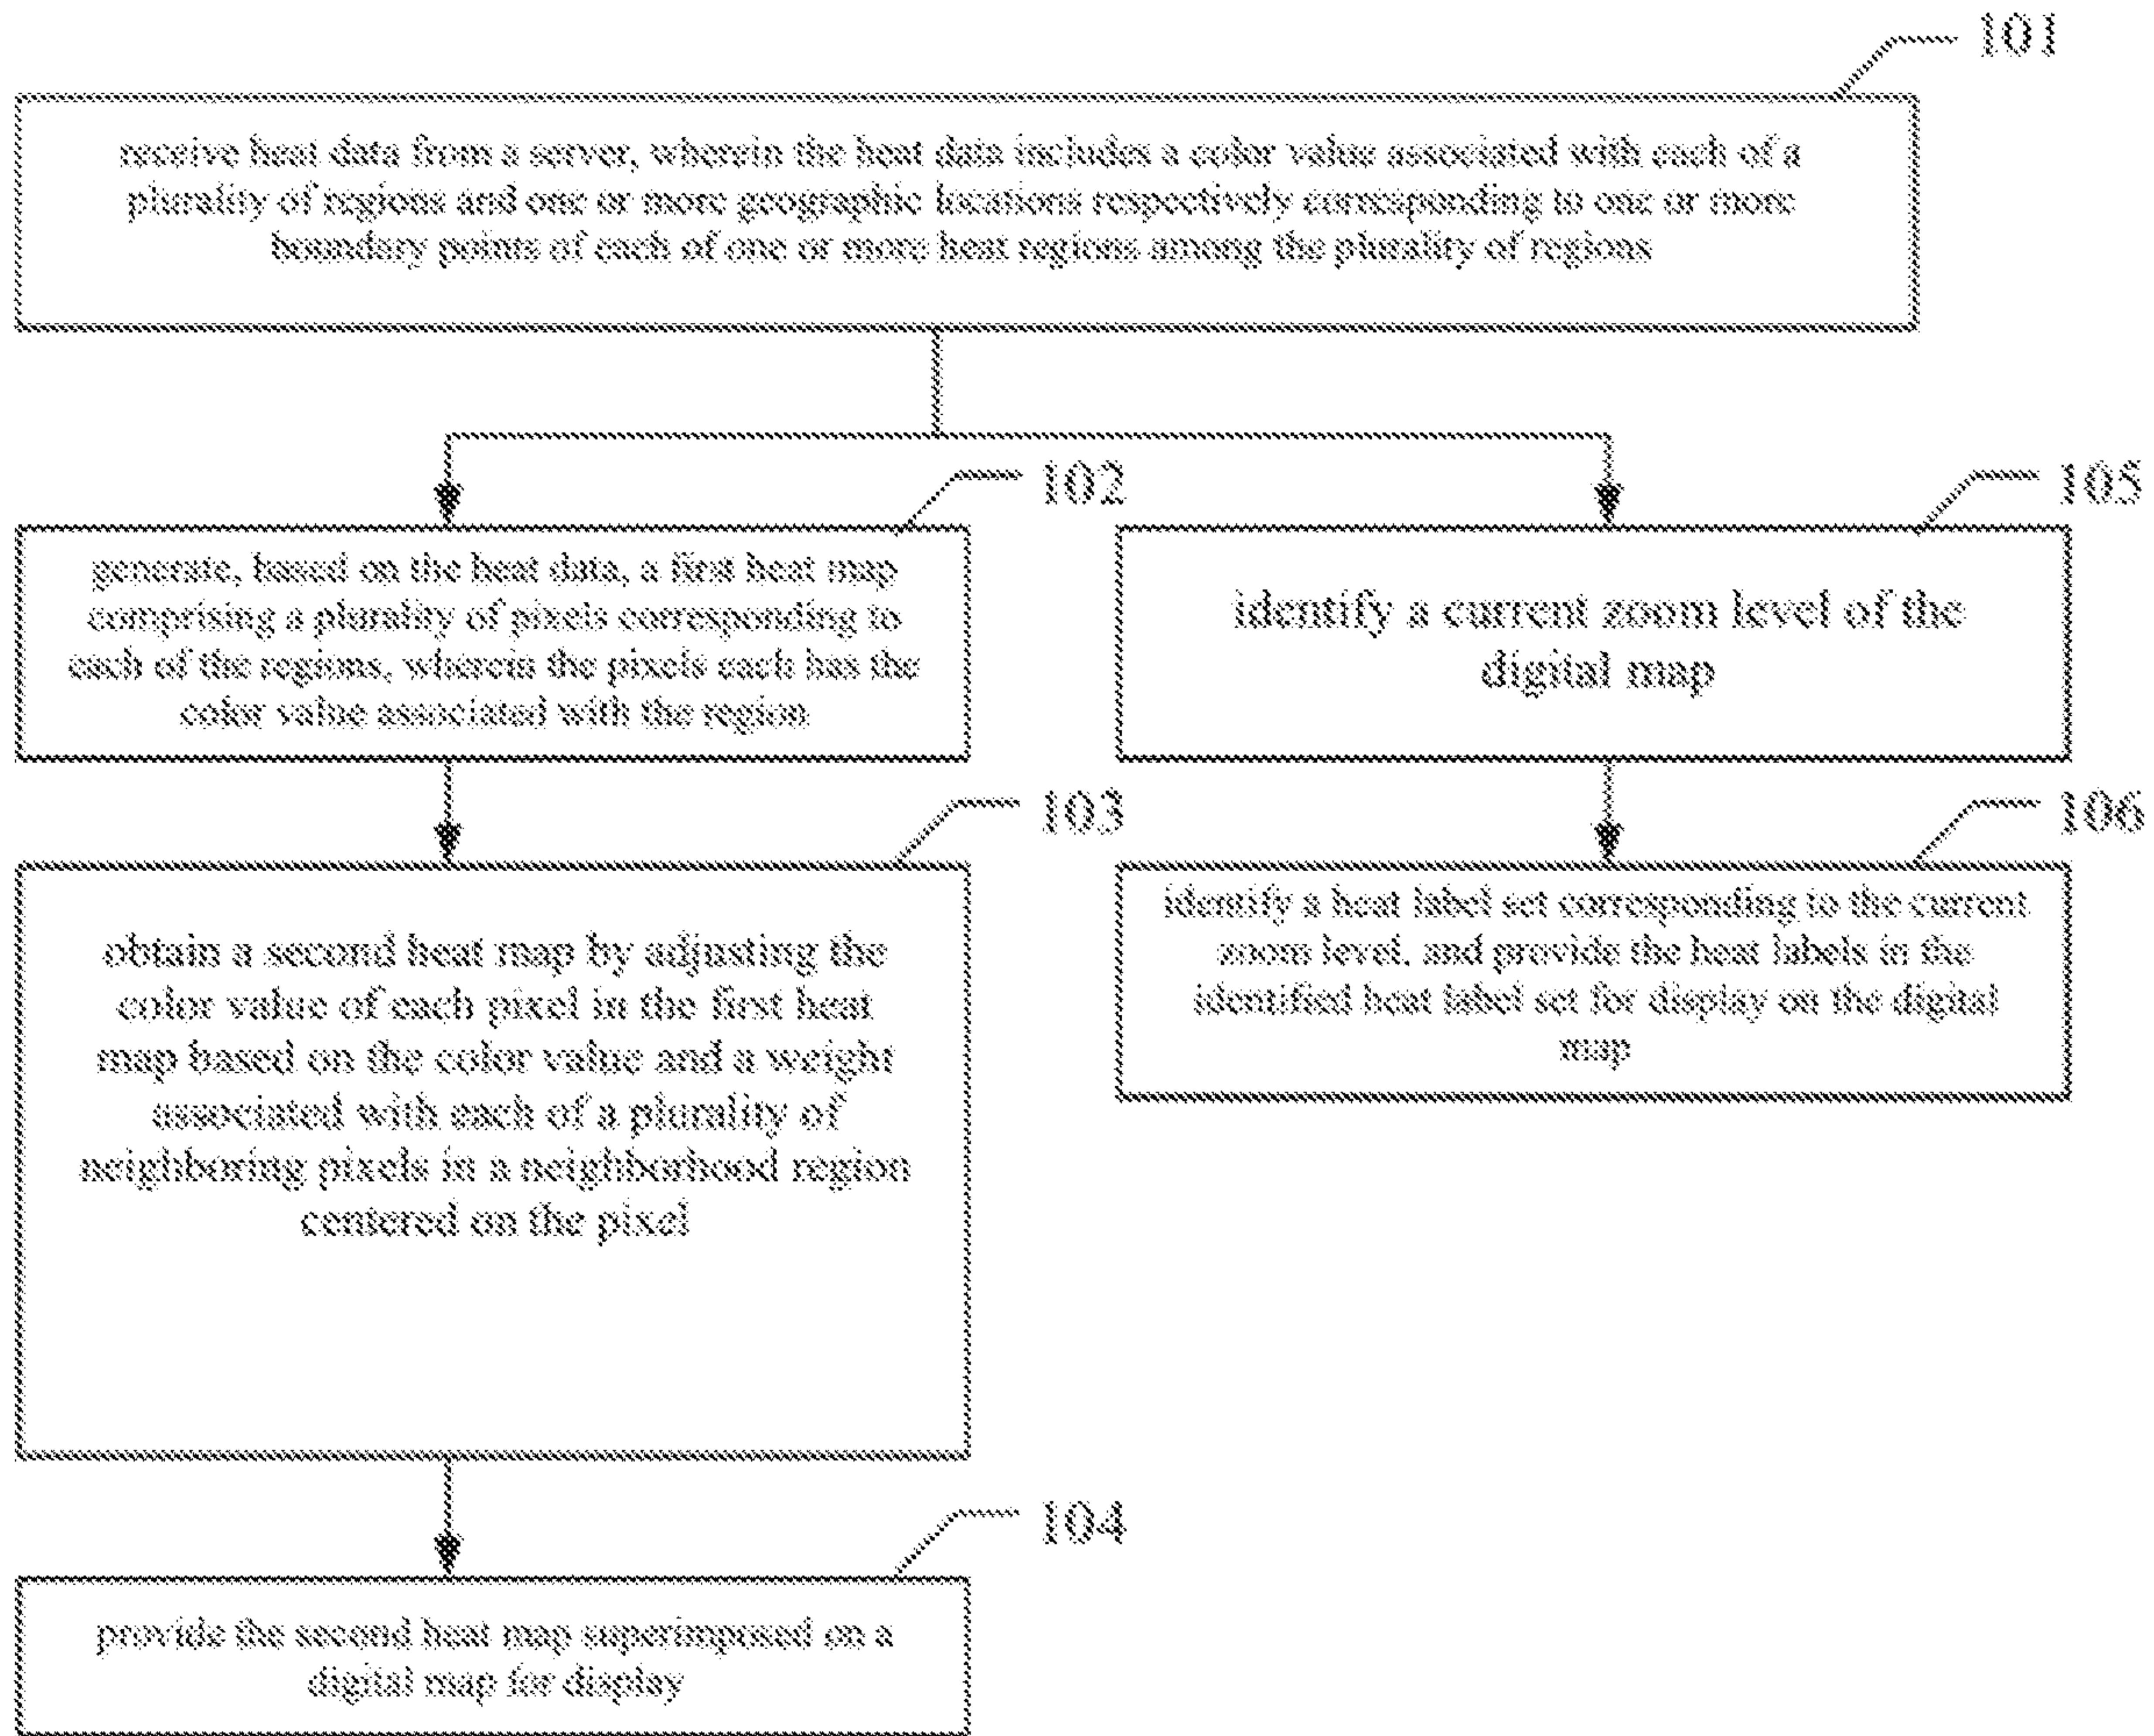 101
receive heat data from a server, wherein the heat data includes a color value associated with each of a
plurality of regions and one or more geographic locations respectively corresponding to one or more
boundary points of each of one or more heat regions among the plurality of regions
102
generate, based on the heat data, a first heat map
comprising a plurality of pixels corresponding to
each of the regions, wherein the pixels each has the
color value associated with the region
103
obtain a second heat map by adjusting the
color value of each pixel in the first heat
map based on the color value and a weight
associated with each of a plurality of
neighboring pixels in a neighborhood region
centered on the pixel
104
provide the second heat map superimposed on a
digital map for display
105
identify a current zoom level of the
digital map
106
identify a heat label set corresponding to the current
zoom level, and provide the heat labels in the
identified heat label set for display on the digital
map